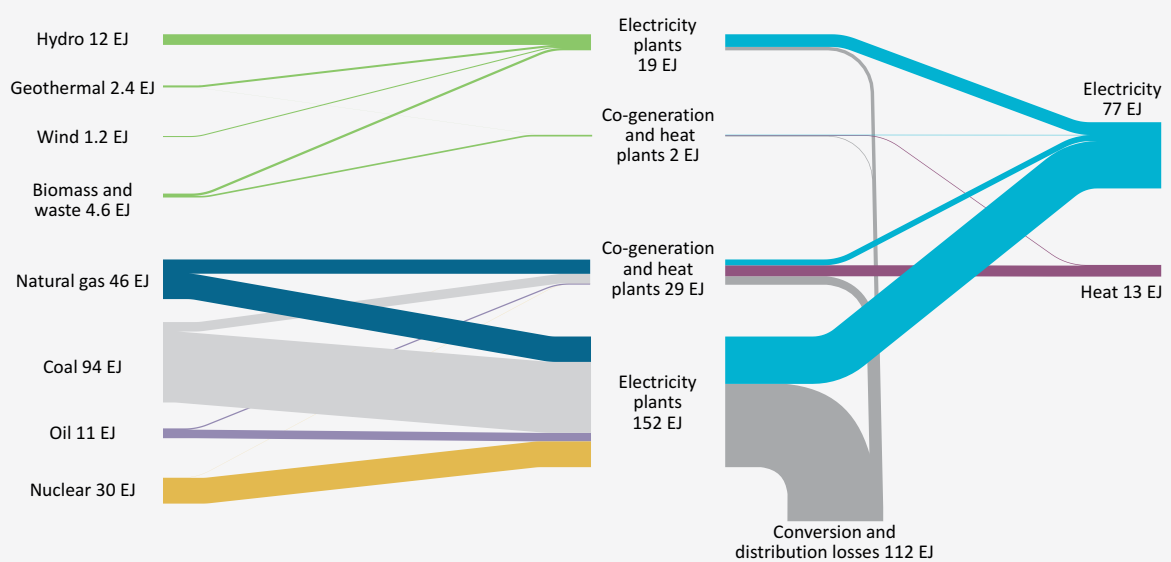 Hydro 12 EJ
Geothermal 2.4 EJ
Wind 1.2 EJ
Biomass and
waste 4.6 EJ
Natural gas 46 EJ
Coal 94 EJ
Oil 11 EJ
Nuclear 30 EJ
Electricity
plants
19 EJ
Co-generation
and heat
plants 2 EJ
Co-generation
and heat
plants 29 EJ
Electricity
plants
152 EJ
Electricity
77 EJ
Heat 13 EJ
Conversion and
distribution losses 112 EJ